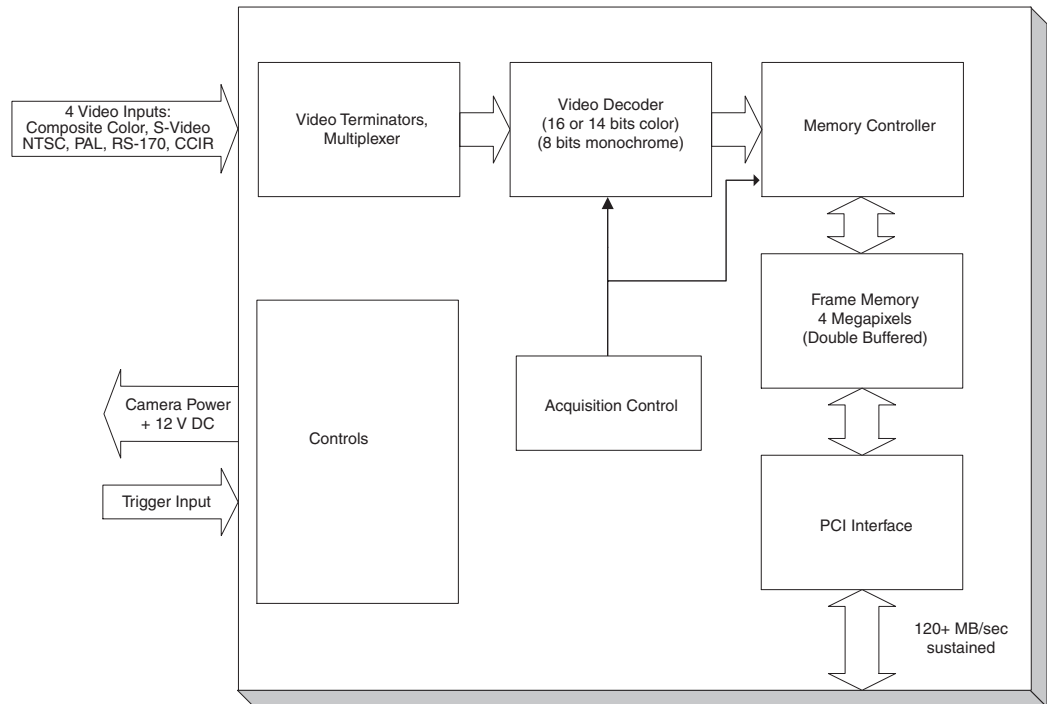 4 Video Inputs:
Composite Color, S-Video
NTSC, PAL, RS-170, CCIR
Video Terminators,
Multiplexer
Video Decoder
(16 or 14 bits color)
(8 bits monochrome)
Memory Controller
Frame Memory
4 Megapixels
(Double Buffered)
Camera Power
+ 12 V DC
Controls
Acquisition Control
Trigger Input
PCI Interface
120+ MB/sec
sustained